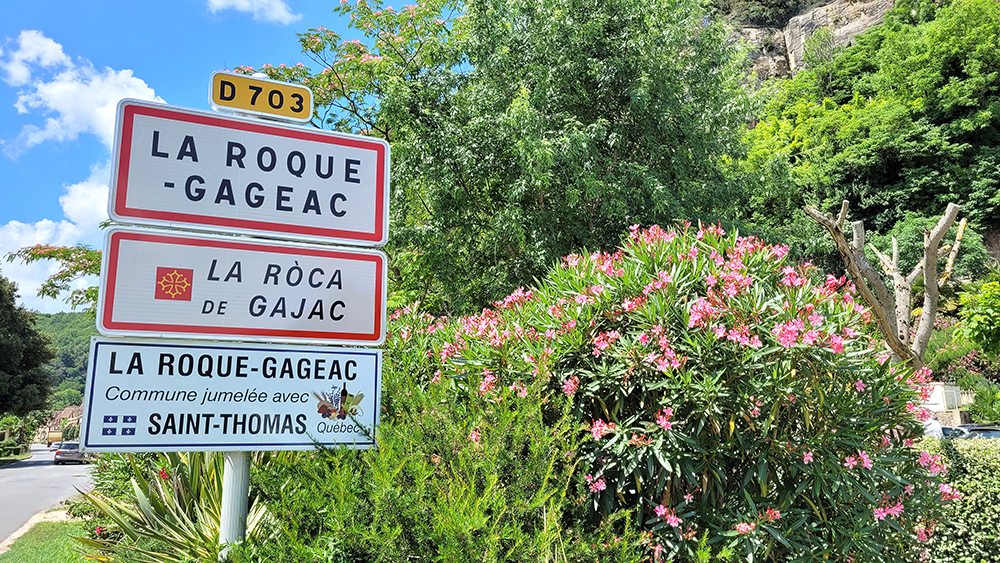 D 703
LA ROQUE
-GAGEAC
LA RÒCA
DE GAJAC
LA ROQUE-GAGEAC
Commune jumelée avec
SAINT-THOMAS
Québec